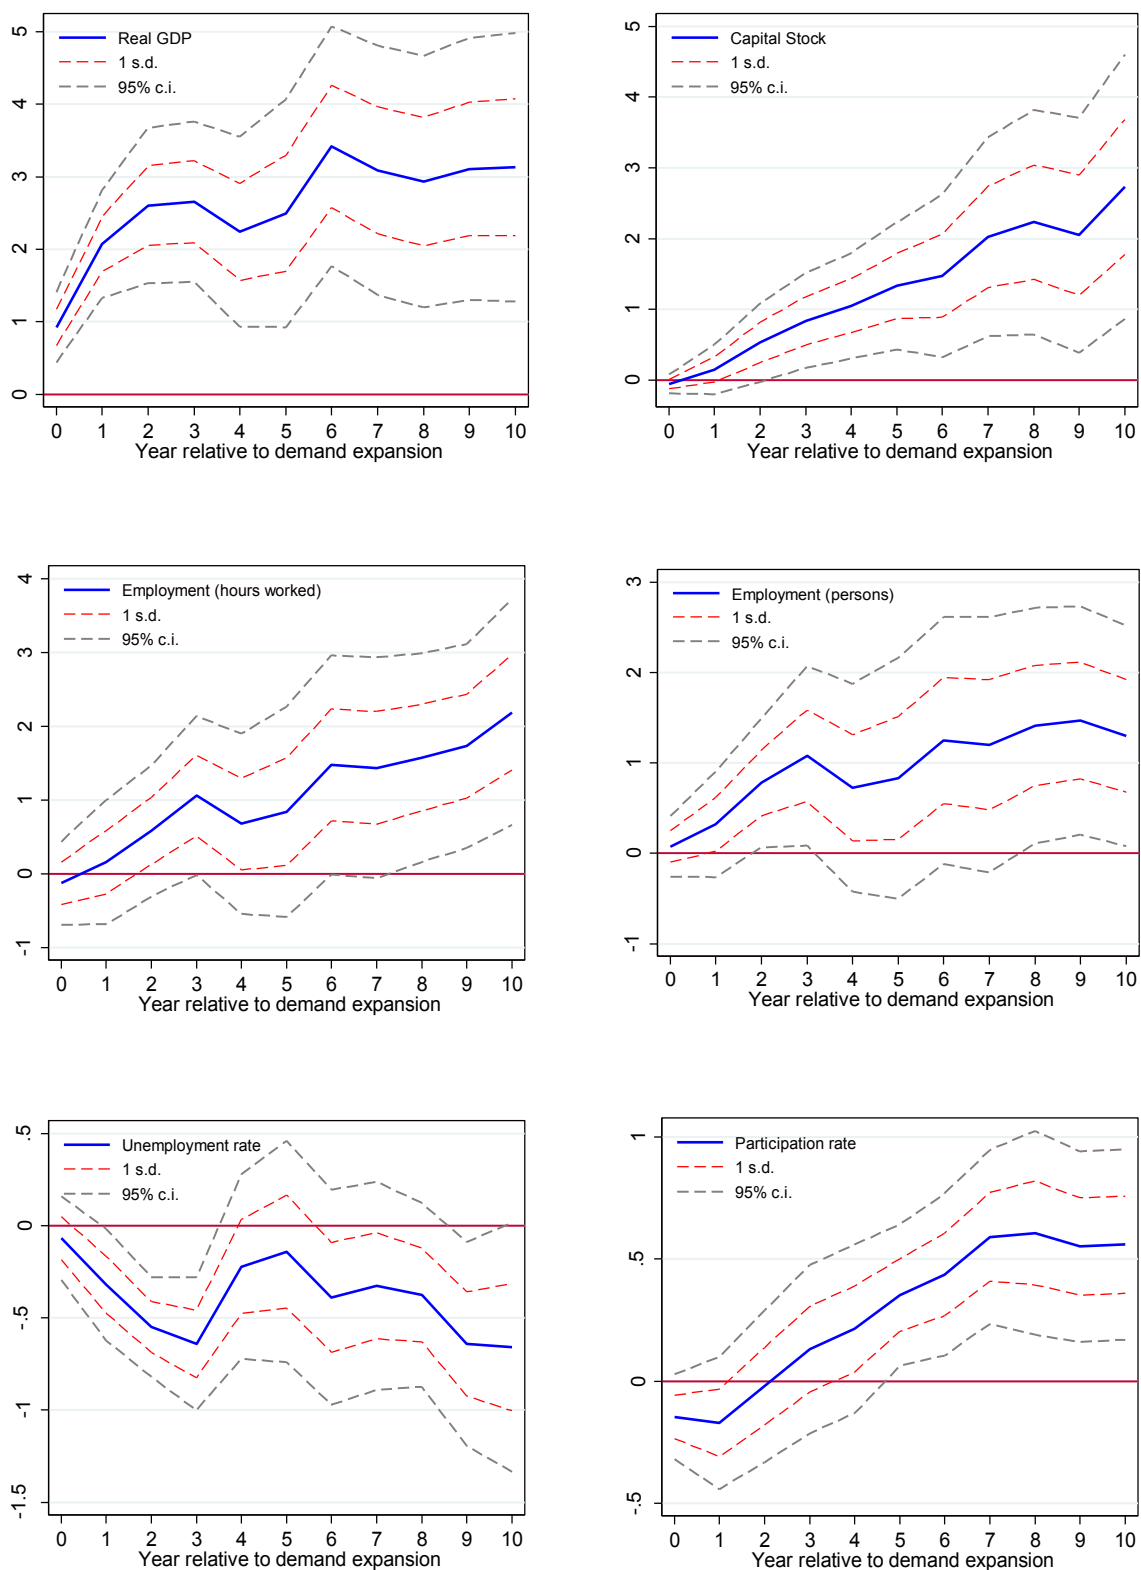 Real GDP
1 s.d.
95% c.i.
5
4
3
2
1
0
0 1 2 3 4 5 6 7 8 9 10
Year relative to demand expansion
Capital Stock
1 s.d.
95% c.i.
5
4
3
2
1
0
0 1 2 3 4 5 6 7 8 9 10
Year relative to demand expansion
Employment (hours worked)
1 s.d.
95% c.i.
4
3
2
1
0
-1
0 1 2 3 4 5 6 7 8 9 10
Year relative to demand expansion
Employment (persons)
1 s.d.
95% c.i.
3
2
1
0
-1
0 1 2 3 4 5 6 7 8 9 10
Year relative to demand expansion
Unemployment rate
1 s.d.
95% c.i.
.5
0
-.5
-1
-1.5
0 1 2 3 4 5 6 7 8 9 10
Year relative to demand expansion
Participation rate
1 s.d.
95% c.i.
1
.5
0
-.5
0 1 2 3 4 5 6 7 8 9 10
Year relative to demand expansion